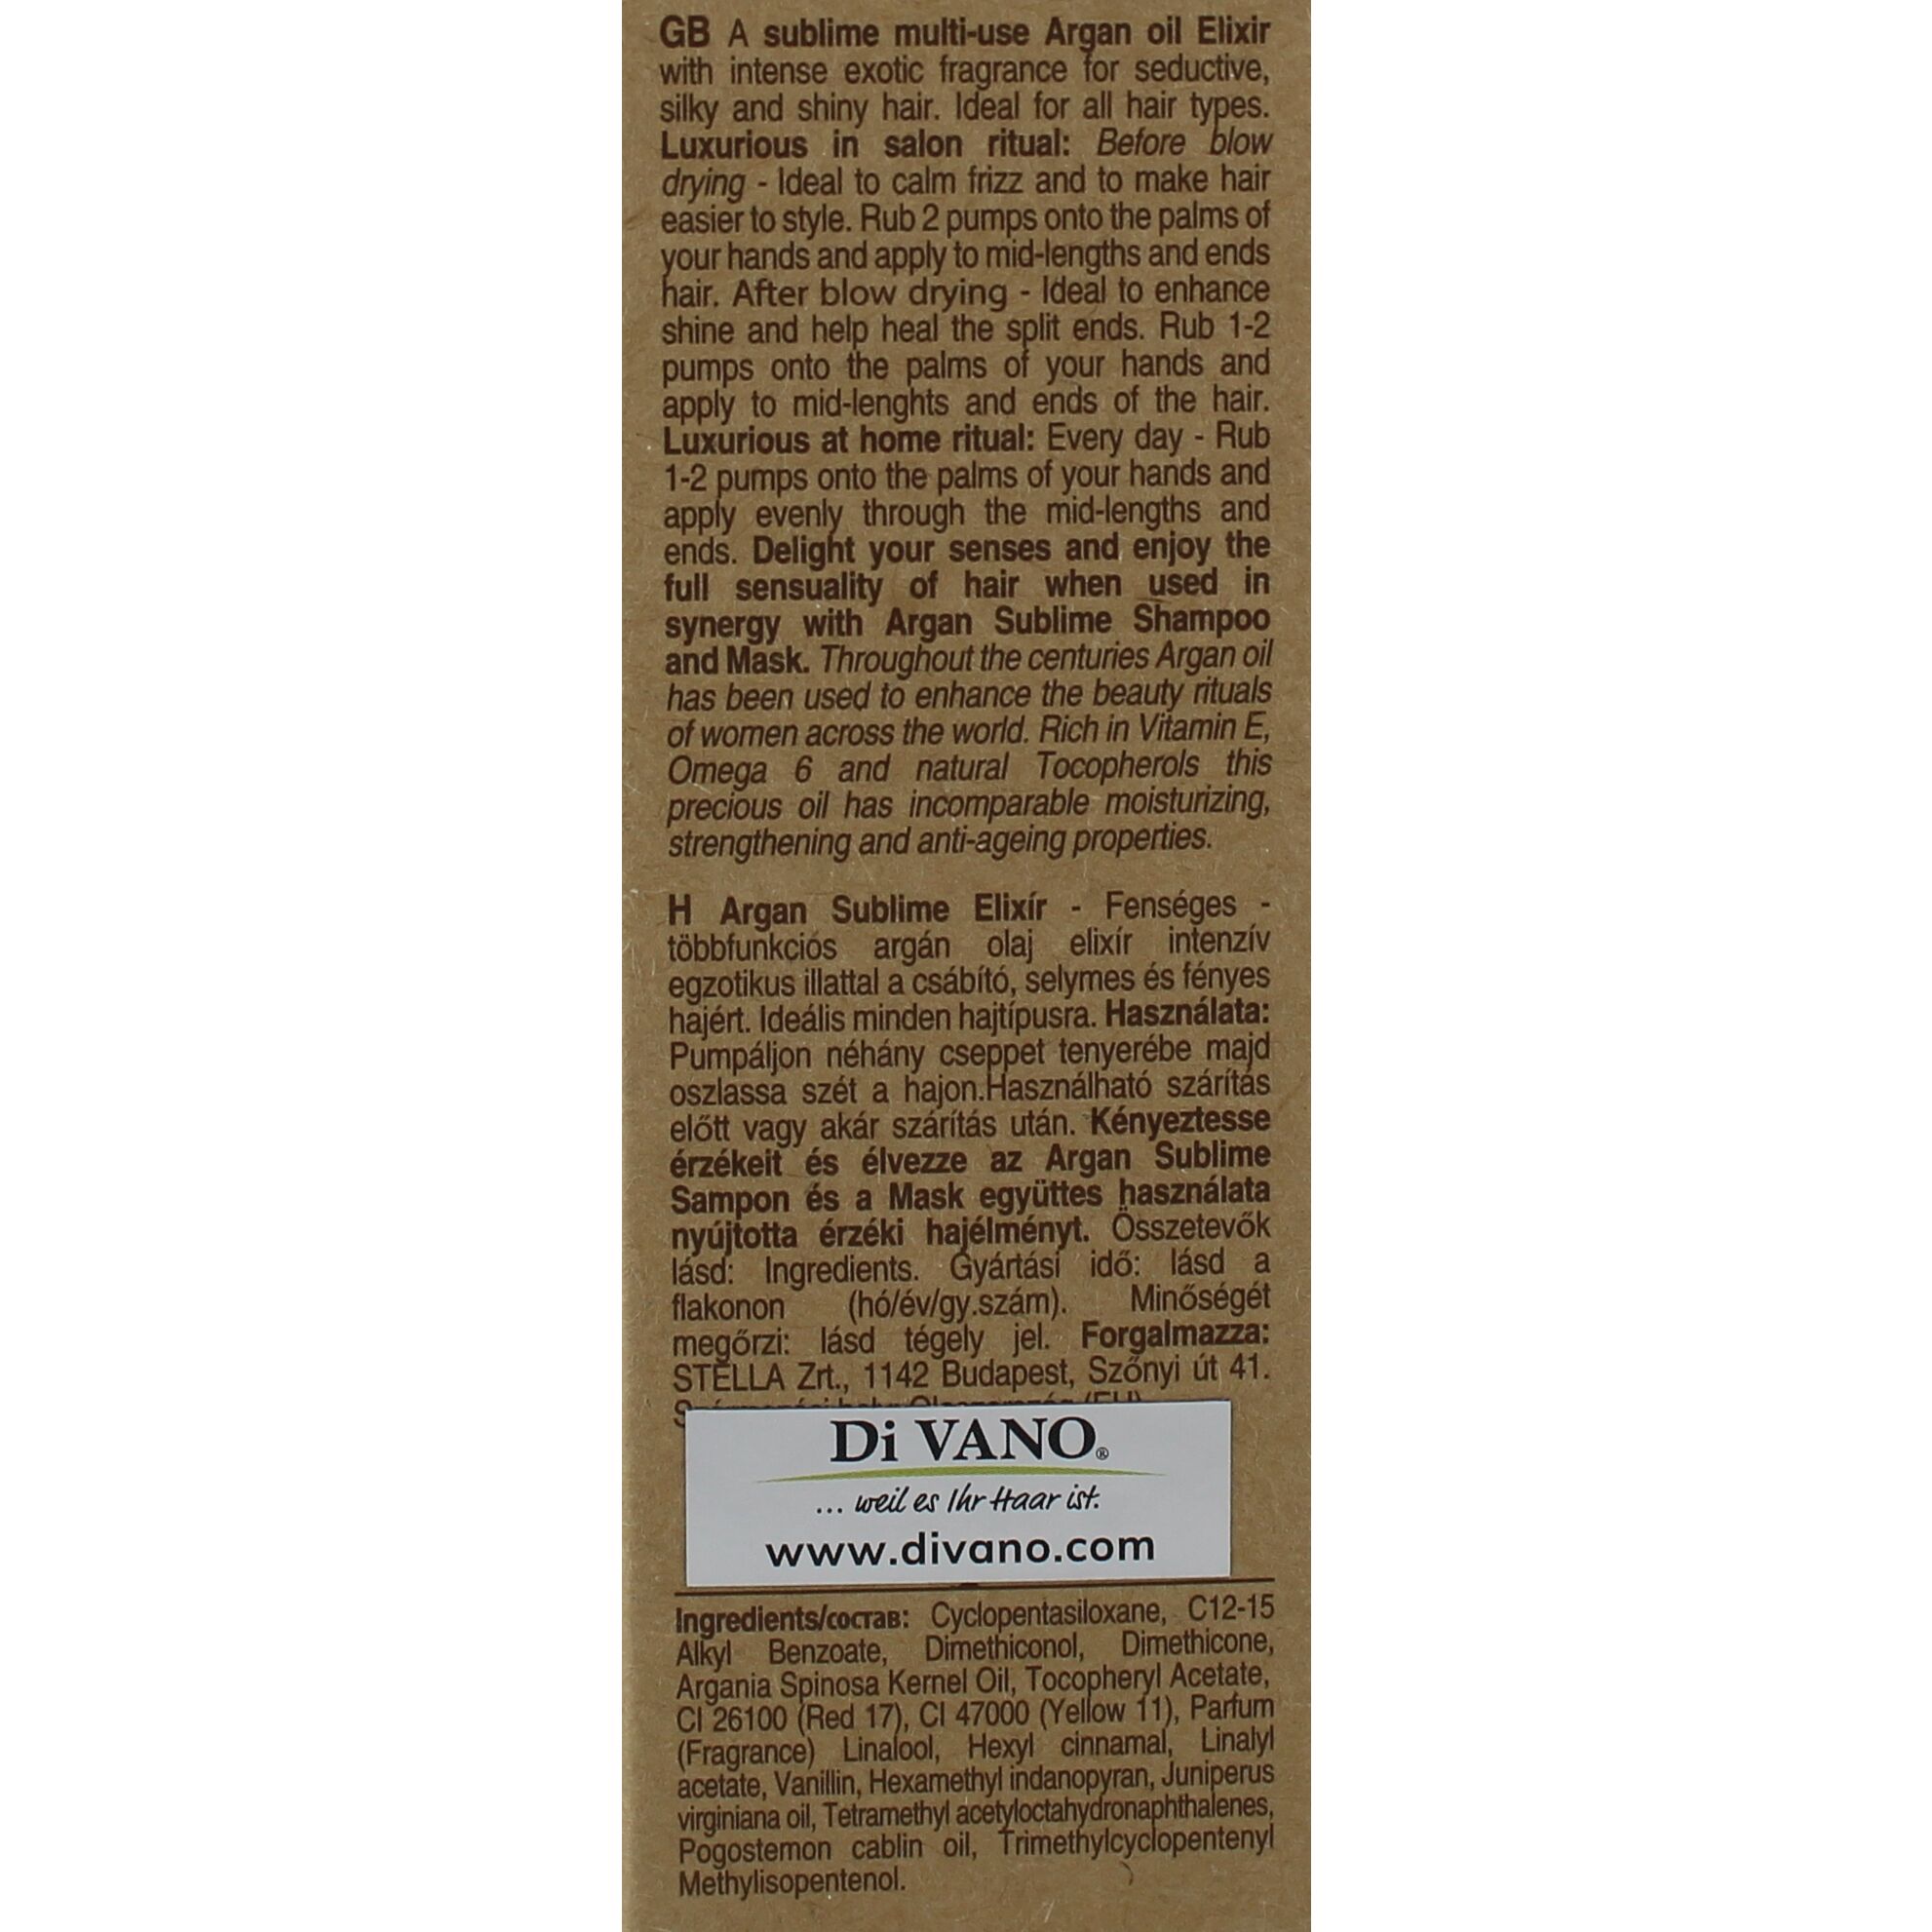 GB A sublime multi-use Argan oil Elixir
with intense exotic fragrance for seductive,
silky and shiny hair. Ideal for all hair types.
Luxurious in salon ritual: Before blow
drying - Ideal to calm frizz and to make hair
easier to style. Rub 2 pumps onto the palms of
your hands and apply to mid-lengths and ends
hair. After blow drying - Ideal to enhance
shine and help heal the split ends. Rub 1-2
pumps onto the palms of your hands and
apply to mid-lenghts and ends of the hair.
Luxurious at home ritual: Every day - Rub
1-2 pumps onto the palms of your hands and
apply evenly through the mid-lengths and
ends. Delight your senses and enjoy the
full sensuality of hair when used in
synergy with Argan Sublime Shampoo
and Mask. Throughout the centuries Argan oil
has been used to enhance the beauty rituals
of women across the world. Rich in Vitamin E,
Omega 6 and natural Tocopherols this
precious oil has incomparable moisturizing,
strengthening and anti-ageing properties.
H Argan Sublime Elixír - Fenséges -
többfunkciós argán olaj elixír intenzív
egzotikus illattal a csábító, selymes és fényes
hajért. Ideális minden hajtípusra. Használata:
Pumpáljon néhány cseppet tenyerébe majd
oszlassa szét a hajon.Használható szárítás
előtt vagy akár szárítás után. Kényeztesse
érzékeit és élvezze az Argan Sublime
Sampon és a Mask együttes használata
nyújtotta érzéki hajélményt. Összetevők
lásd: Ingredients. Gyártási idő: lásd a
flakonon (hó/év/gy.szám). Minőségét
megőrzi: lásd tégely jel. Forgalmazza:
STELLA Zrt., 1142 Budapest, Szőnyi út 41.
Di VANO®
... weil es Ihr Haar ist.
www.divano.com
Ingredients/состав: Cyclopentasiloxane, C12-15
Alkyl Benzoate, Dimethiconol, Dimethicone,
Argania Spinosa Kernel Oil, Tocopheryl Acetate,
CI 26100 (Red 17), CI 47000 (Yellow 11), Parfum
(Fragrance) Linalool, Hexyl cinnamal, Linalyl
acetate, Vanillin, Hexamethyl indanopyran, Juniperus
virginiana oil, Tetramethyl acetyloctahydronaphthalenes,
Pogostemon cablin oil, Trimethylcyclopentenyl
Methylisopentenol.